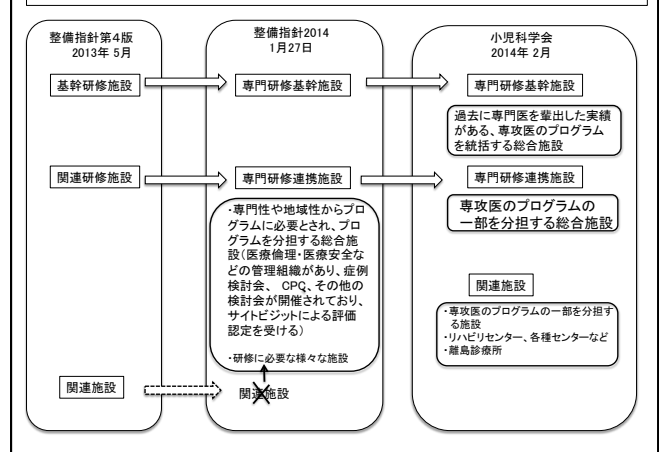 整備指針第４版
2013年 5月
基幹研修施設
関連研修施設
関連施設
整備指針2014
1月27日
専門研修基幹施設
専門研修連携施設
・専門性や地域性からプロ
グラムに必要とされ、プロ
グラムを分担する総合施
設(医療倫理・医療安全な
どの管理組織があり、症例
検討会、 CPC、その他の
検討会が開催されており、
サイトビジットによる評価
認定を受ける)
・研修に必要な様々な施設
関連施設
小児科学会
2014年 2月
専門研修基幹施設
過去に専門医を輩出した実績
がある、専攻医のプログラム
を統括する総合施設
専門研修連携施設
専攻医のプログラムの
一部を分担する総合施設
関連施設
・専攻医のプログラムの一部を分担す
る施設
・リハビリセンター、各種センターなど
・離島診療所